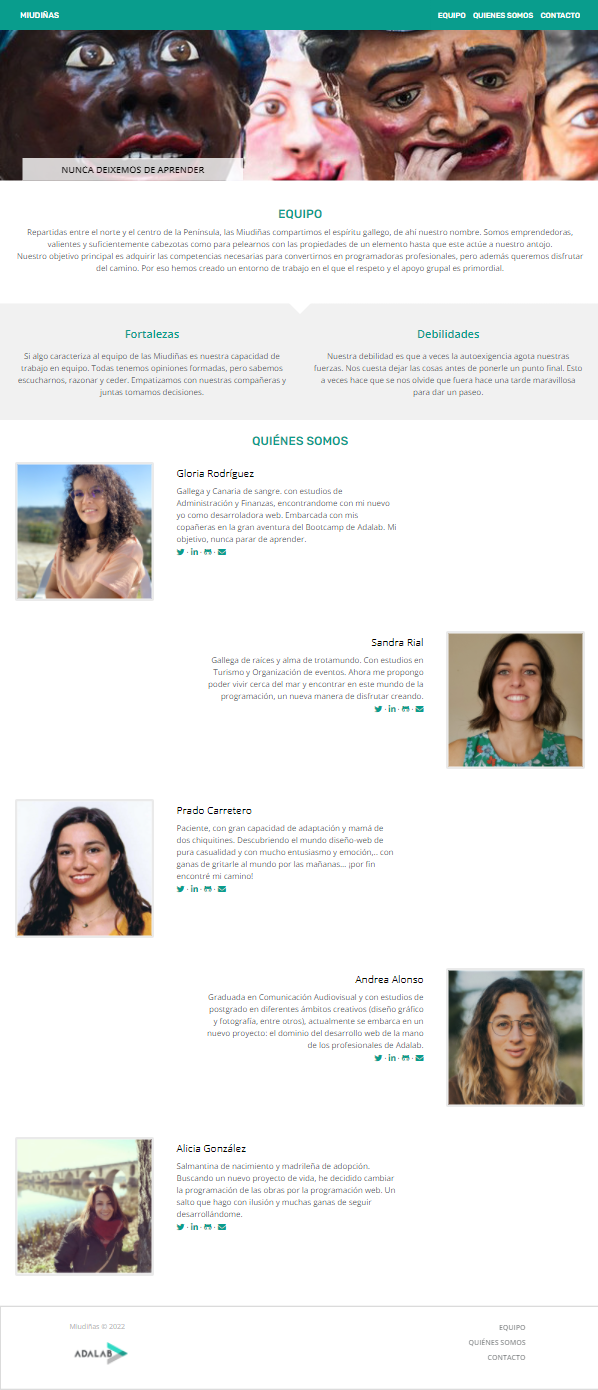 MIUDIÑAS
EQUIPO QUIENES SOMOS CONTACTO
NUNCA DEIXEMOS DE APRENDER
EQUIPO
Repartidas entre el norte y el centro de la Península, las Miudiñas compartimos el espíritu gallego, de ahí nuestro nombre. Somos emprendedoras,
valientes y suficientemente cabezotas como para pelearnos con las propiedades de un elemento hasta que este actúe a nuestro antojo.
Nuestro objetivo principal es adquirir las competencias necesarias para convertirnos en programadoras profesionales, pero además queremos disfrutar
del camino. Por eso hemos creado un entorno de trabajo en el que el respeto y el apoyo grupal es primordial.
Fortalezas
Si algo caracteriza al equipo de las Miudiñas es nuestra capacidad de
trabajo en equipo. Todas tenemos opiniones formadas, pero sabemos
escucharnos, razonar y ceder. Empatizamos con nuestras compañeras y
juntas tomamos decisiones.
Debilidades
Nuestra debilidad es que a veces la autoexigencia agota nuestras
fuerzas. Nos cuesta dejar las cosas antes de ponerle un punto final. Esto
a veces hace que se nos olvide que fuera hace una tarde maravillosa
para dar un paseo.
QUIÉNES SOMOS
Gloria Rodríguez
Gallega y Canaria de sangre. con estudios de
Administración y Finanzas, encontrandome con mi nuevo
yo como desarroladora web. Embarcada con mis
copañeras en la gran aventura del Bootcamp de Adalab. Mi
objetivo, nunca parar de aprender.
Sandra Rial
Gallega de raíces y alma de trotamundo. Con estudios en
Turismo y Organización de eventos. Ahora me propongo
poder vivir cerca del mar y encontrar en este mundo de la
programación, un nueva manera de disfrutar creando.
Prado Carretero
Paciente, con gran capacidad de adaptación y mamá de
dos chiquitines. Descubriendo el mundo diseño-web de
pura casualidad y con mucho entusiasmo y emoción,.. con
ganas de gritarle al mundo por las mañanas... ¡por fin
encontré mi camino!
Andrea Alonso
Graduada en Comunicación Audiovisual y con estudios de
postgrado en diferentes ámbitos creativos (diseño gráfico
y fotografía, entre otros), actualmente se embarca en un
nuevo proyecto: el dominio del desarrollo web de la mano
de los profesionales de Adalab.
Alicia González
Salmantina de nacimiento y madrileña de adopción.
Buscando un nuevo proyecto de vida, he decidido cambiar
la programación de las obras por la programación web. Un
salto que hago con ilusión y muchas ganas de seguir
desarrollándome.
Miudiñas © 2022
ADALAB
EQUIPO
QUIÉNES SOMOS
CONTACTO